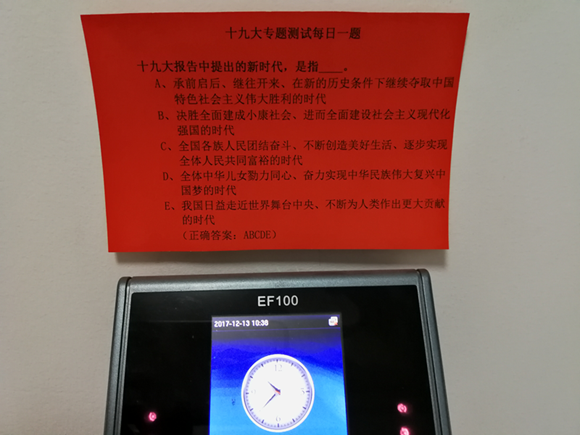 十九大专题测试每日一题
十九大报告中提出的新时代，是指____。
A、承前启后、继往开来、在新的历史条件下继续夺取中国
特色社会主义伟大胜利的时代
B、决胜全面建成小康社会、进而全面建设社会主义现代化
强国的时代
C、全国各族人民团结奋斗、不断创造美好生活、逐步实现
全体人民共同富裕的时代
D、全体中华儿女勠力同心、奋力实现中华民族伟大复兴中
国梦的时代
E、我国日益走近世界舞台中央、不断为人类作出更大贡献
的时代
（正确答案：ABCDE）
EF100
2017-12-13 10:38